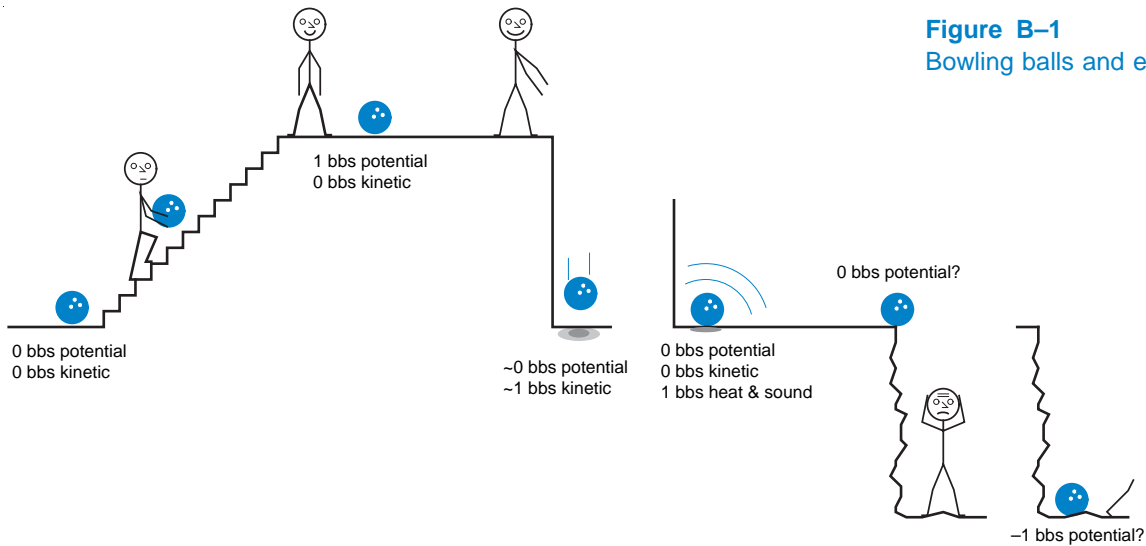 Figure B–1
Bowling balls and e
1 bbs potential
0 bbs kinetic
0 bbs potential?
0 bbs potential
0 bbs kinetic
~0 bbs potential
~1 bbs kinetic
0 bbs potential
0 bbs kinetic
1 bbs heat & sound
–1 bbs potential?